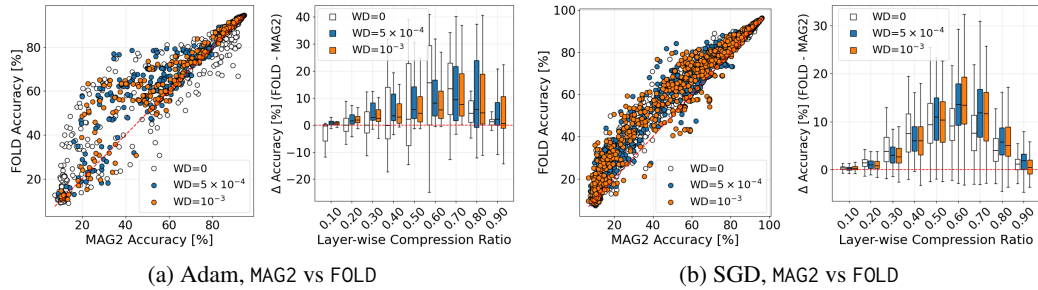 FOLD Accuracy [%]
80
60
40
20
20
40
60
80
MAG2 Accuracy [%]
WD=0
WD=5 × 10⁻⁴
WD=10⁻³
Δ Accuracy [%] (FOLD - MAG2)
40
30
20
10
0
−10
−20
WD=0
WD=5 × 10⁻⁴
WD=10⁻³
0.10
0.20
0.30
0.40
0.50
0.60
0.70
0.80
0.90
Layer-wise Compression Ratio
(a) Adam, MAG2 vs FOLD
FOLD Accuracy [%]
100
80
60
40
20
20
40
60
80
100
MAG2 Accuracy [%]
WD=0
WD=5 × 10⁻⁴
WD=10⁻³
Δ Accuracy [%] (FOLD - MAG2)
30
20
10
0
WD=0
WD=5 × 10⁻⁴
WD=10⁻³
0.10
0.20
0.30
0.40
0.50
0.60
0.70
0.80
0.90
Layer-wise Compression Ratio
(b) SGD, MAG2 vs FOLD